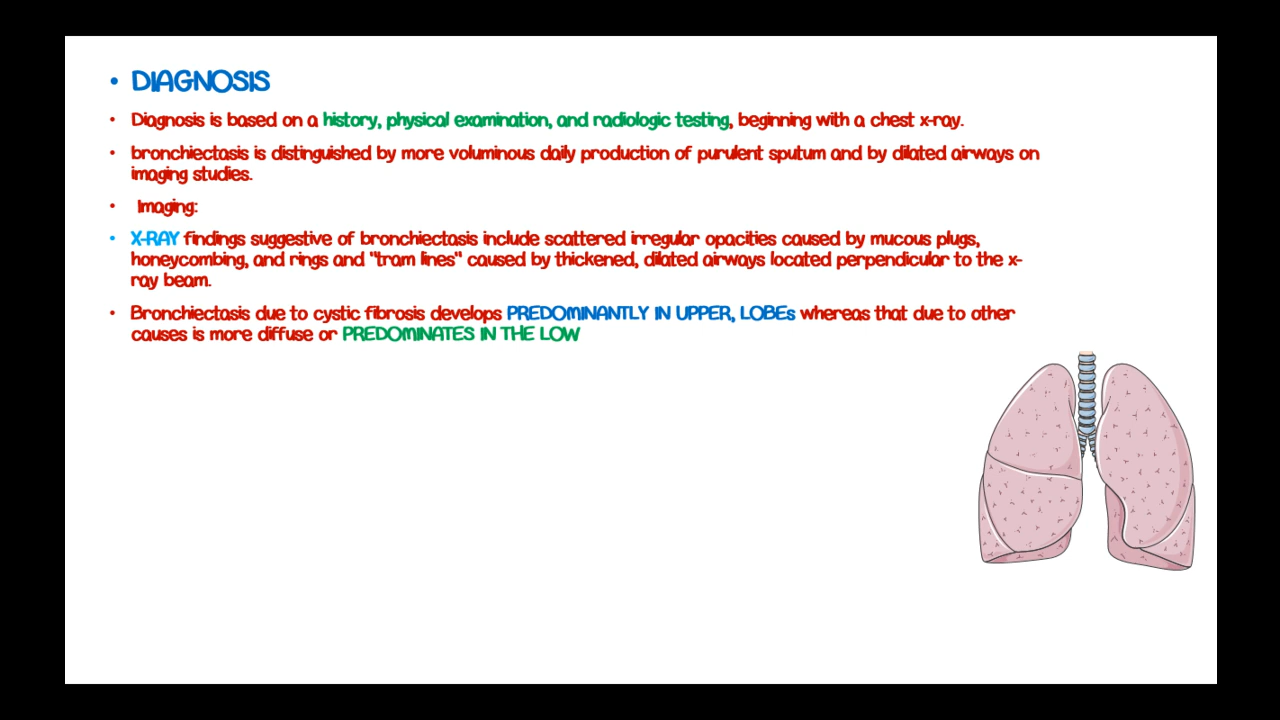 • DIAGNOSIS
• Diagnosis is based on a history, physical examination, and radiologic testing, beginning with a chest x-ray.
• bronchiectasis is distinguished by more voluminous daily production of purulent sputum and by dilated airways on
imaging studies.
• Imaging:
• X-RAY findings suggestive of bronchiectasis include scattered irregular opacities caused by mucous plugs,
honeycombing, and rings and "tram lines" caused by thickened, dilated airways located perpendicular to the x-
ray beam.
• Bronchiectasis due to cystic fibrosis develops PREDOMINANTLY IN UPPER, LOBEs whereas that due to other
causes is more diffuse or PREDOMINATES IN THE LOW